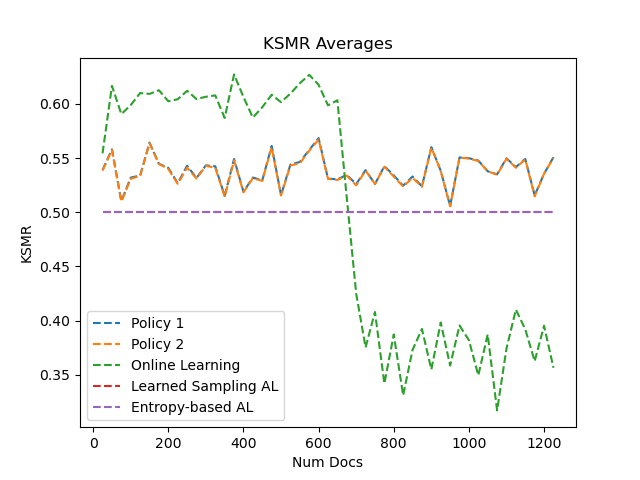 KSMR Averages
KSMR
0.60
0.55
0.50
0.45
0.40
0.35
Policy 1
Policy 2
Online Learning
Learned Sampling AL
Entropy-based AL
0 200 400 600 800 1000 1200
Num Docs